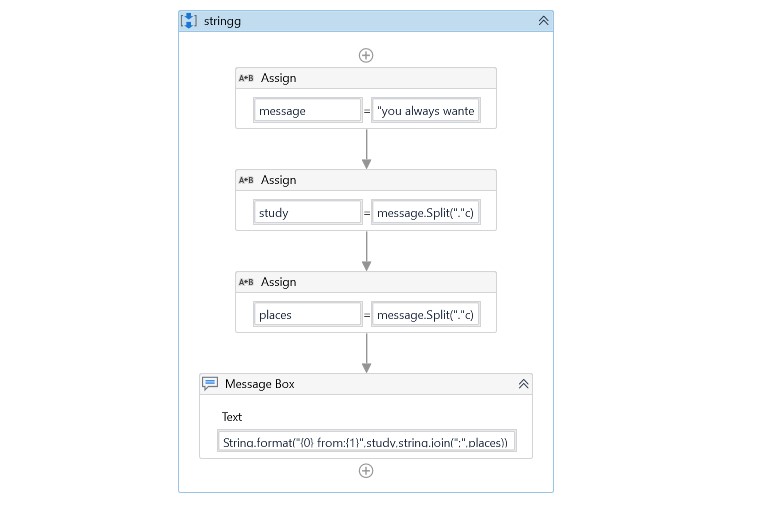 stringg
A+B Assign
message = "you always wante
A+B Assign
study = message.Split("."c)
A+B Assign
places = message.Split("."c)
Message Box
Text
String.format("{0} from:{1}",study,string.join(";",places))